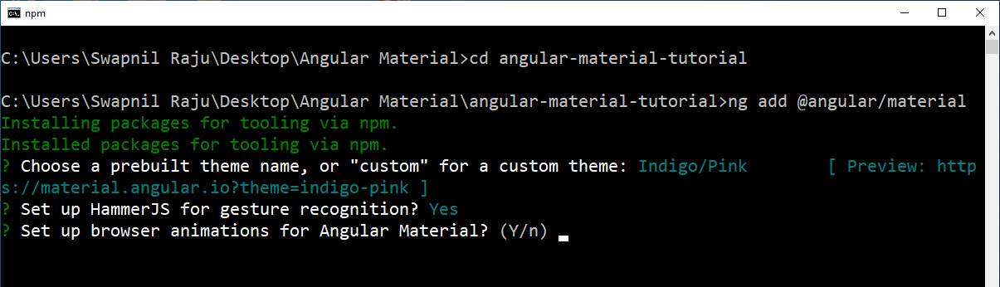 npm
C:\Users\Swapnil Raju\Desktop\Angular Material>cd angular-material-tutorial
C:\Users\Swapnil Raju\Desktop\Angular Material\angular-material-tutorial>ng add @angular/material
Installing packages for tooling via npm.
Installed packages for tooling via npm.
? Choose a prebuilt theme name, or "custom" for a custom theme: Indigo/Pink        [ Preview: http
s://material.angular.io?theme=indigo-pink ]
? Set up HammerJS for gesture recognition? Yes
? Set up browser animations for Angular Material? (Y/n)